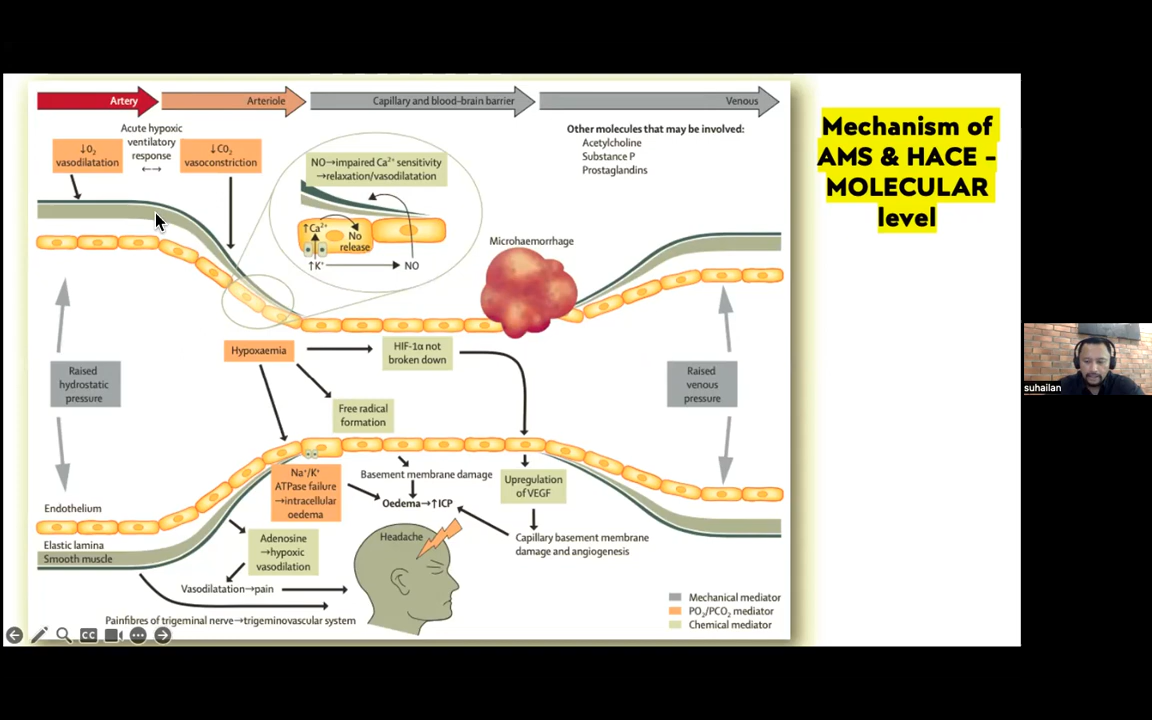 Artery
Arteriole
Capillary and blood–brain barrier
Venous
Mechanism of
AMS & HACE -
MOLECULAR
level
↓O₂
vasodilatation
Acute hypoxic
ventilatory
response
↓CO₂
vasoconstriction
NO→impaired Ca²⁺ sensitivity
→relaxation/vasodilatation
↑Ca²⁺
No
release
↑K⁺
NO
Other molecules that may be involved:
Acetylcholine
Substance P
Prostaglandins
Microhaemorrhage
Hypoxaemia
HIF-1α not
broken down
Raised
hydrostatic
pressure
Raised
venous
pressure
Free radical
formation
Na⁺/K⁺
ATPase failure
→intracellular
oedema
Basement membrane damage
Oedema→↑ICP
Upregulation
of VEGF
Capillary basement membrane
damage and angiogenesis
Endothelium
Elastic lamina
Smooth muscle
Adenosine
→hypoxic
vasodilation
Headache
Vasodilatation→pain
Painfibres of trigeminal nerve→trigeminovascular system
Mechanical mediator
PO₂/PCO₂ mediator
Chemical mediator
CC
suhailan